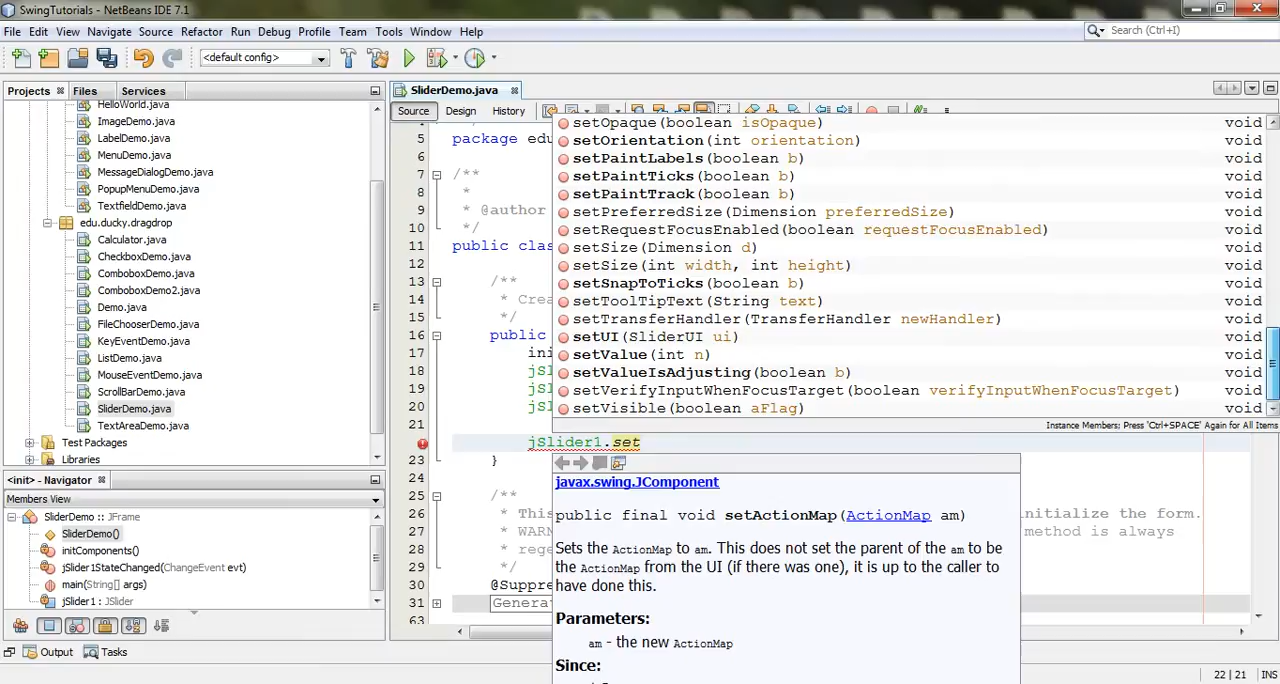 SwingTutorials - NetBeans IDE 7.1
File Edit View Navigate Source Refactor Run Debug Profile Team Tools Window Help
Search (Ctrl+I)
<default config>
Projects Files Services
HelloWorld.java
ImageDemo.java
LabelDemo.java
MenuDemo.java
MessageDialogDemo.java
PopupMenuDemo.java
TextfieldDemo.java
edu.ducky.dragdrop
Calculator.java
CheckboxDemo.java
ComboboxDemo.java
ComboboxDemo2.java
Demo.java
FileChooserDemo.java
KeyEventDemo.java
ListDemo.java
MouseEventDemo.java
ScrollBarDemo.java
SliderDemo.java
TextAreaDemo.java
Test Packages
Libraries
<init> - Navigator
Members View
SliderDemo :: JFrame
SliderDemo()
initComponents()
jSlider1StateChanged(ChangeEvent evt)
main(String[] args)
jSlider1 : JSlider
Output Tasks
SliderDemo.java
Source Design History
5 package edu
6
7 /**
8 *
9 * @author
10 */
11 public clas
12
13 /**
14 * Crea
15 */
16 public
17 ini
18 jSl
19 jSl
20 jSl
21
jSlider1.set
23 }
24
25 /**
26 * This initialize the form.
27 * WARN method is always
28 * rege
29 */
30 @Suppre
31 Genera
63
setOpaque(boolean isOpaque) void
setOrientation(int orientation) void
setPaintLabels(boolean b) void
setPaintTicks(boolean b) void
setPaintTrack(boolean b) void
setPreferredSize(Dimension preferredSize) void
setRequestFocusEnabled(boolean requestFocusEnabled) void
setSize(Dimension d) void
setSize(int width, int height) void
setSnapToTicks(boolean b) void
setToolTipText(String text) void
setTransferHandler(TransferHandler newHandler) void
setUI(SliderUI ui) void
setValue(int n) void
setValueIsAdjusting(boolean b) void
setVerifyInputWhenFocusTarget(boolean verifyInputWhenFocusTarget) void
setVisible(boolean aFlag) void
Instance Members; Press 'Ctrl+SPACE' Again for All Items
javax.swing.JComponent
public final void setActionMap(ActionMap am)
Sets the ActionMap to am. This does not set the parent of the am to be
the ActionMap from the UI (if there was one), it is up to the caller to
have done this.
Parameters:
am - the new ActionMap
Since:
22 | 21 INS